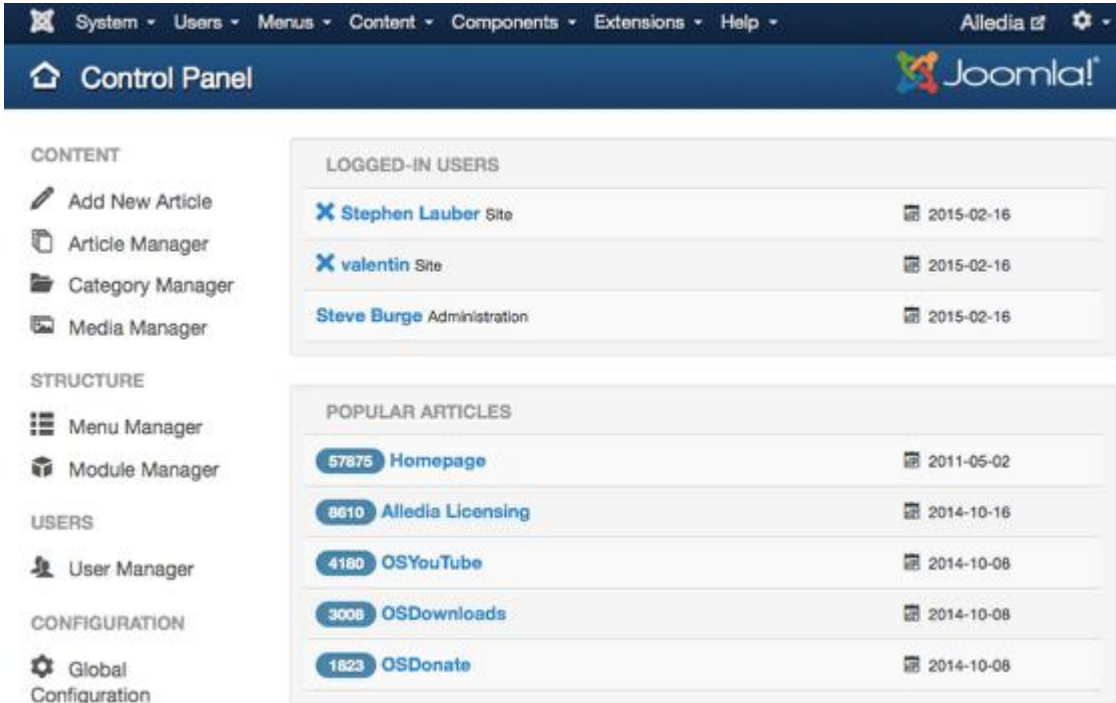 System Users Menus Content Components Extensions Help Alledia
Control Panel
Joomla!
CONTENT
Add New Article
Article Manager
Category Manager
Media Manager
STRUCTURE
Menu Manager
Module Manager
USERS
User Manager
CONFIGURATION
Global
Configuration
LOGGED-IN USERS
Stephen Lauber Site 2015-02-16
valentin Site 2015-02-16
Steve Burge Administration 2015-02-16
POPULAR ARTICLES
57875 Homepage 2011-05-02
8610 Alledia Licensing 2014-10-16
4180 OSYouTube 2014-10-08
3008 OSDownloads 2014-10-08
1823 OSDonate 2014-10-08